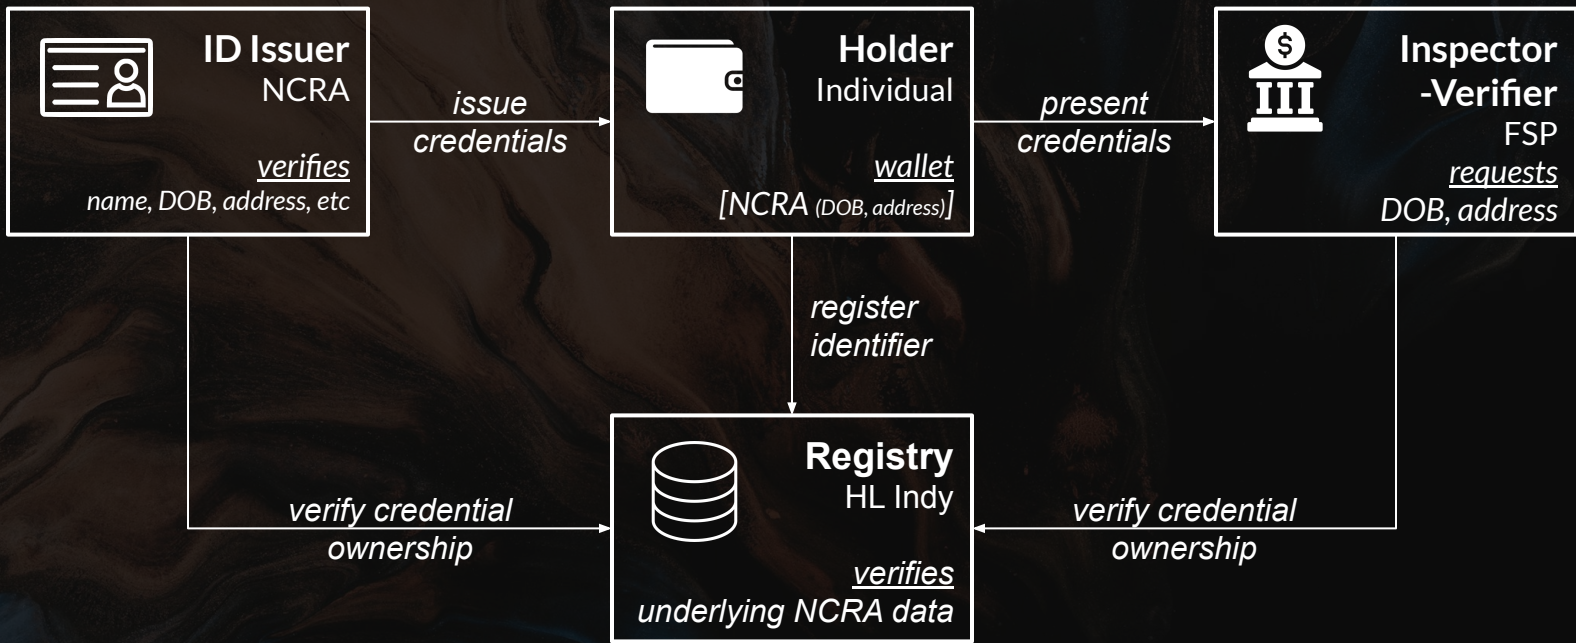 ID Issuer
NCRA
verifies
name, DOB, address, etc
issue
credentials
Holder
Individual
wallet
[NCRA (DOB, address)]
present
credentials
$
Inspector
-Verifier
FSP
requests
DOB, address
register
identifier
verify credential
ownership
Registry
HL Indy
verifies
underlying NCRA data
verify credential
ownership